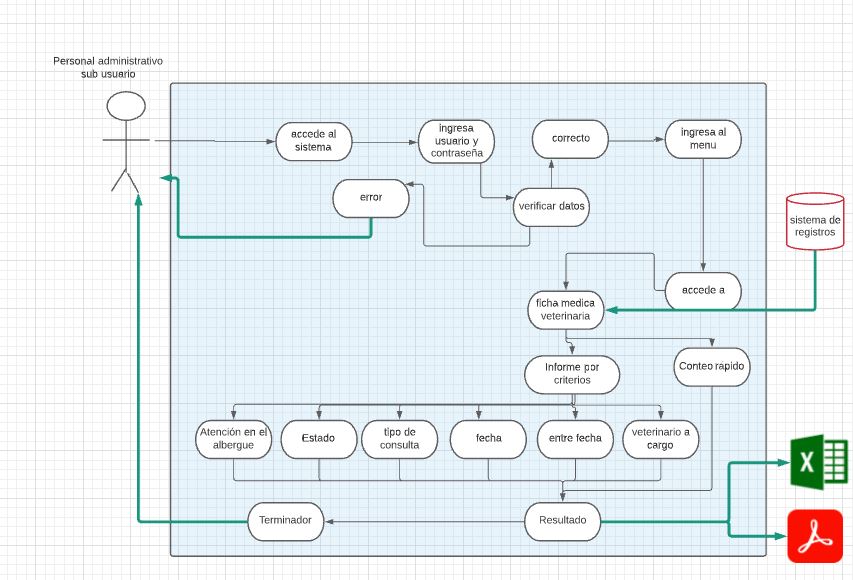 Personal administrativo
sub usuario
accede al
sistema
ingresa
usuario y
contraseña
correcto
ingresa al
menu
error
verificar datos
sistema de
registros
accede a
ficha medica
veterinaria
Informe por
criterios
Conteo rapido
Atención en el
albergue
Estado
tipo de
consulta
fecha
entre fecha
veterinario a
cargo
Terminador
Resultado
X